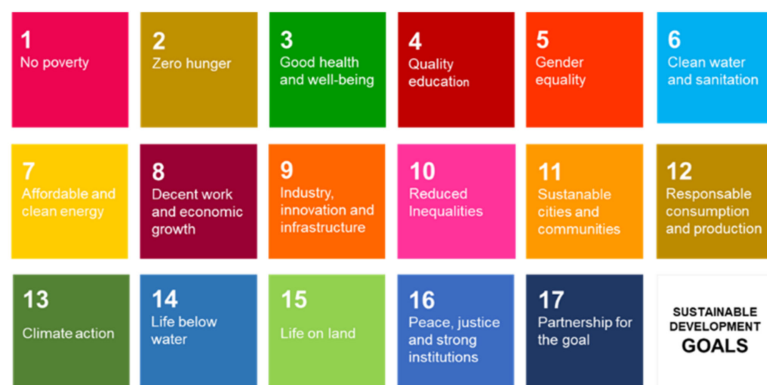 1
No poverty
2
Zero hunger
3
Good health
and well-being
4
Quality
education
5
Gender
equality
6
Clean water
and sanitation
7
Affordable and
clean energy
8
Decent work
and economic
growth
9
Industry,
innovation and
infrastructure
10
Reduced
Inequalities
11
Sustanable
cities and
communities
12
Responsable
consumption
and production
13
Climate action
14
Life below
water
15
Life on land
16
Peace, justice
and strong
institutions
17
Partnership for
the goal
SUSTAINABLE
DEVELOPMENT
GOALS